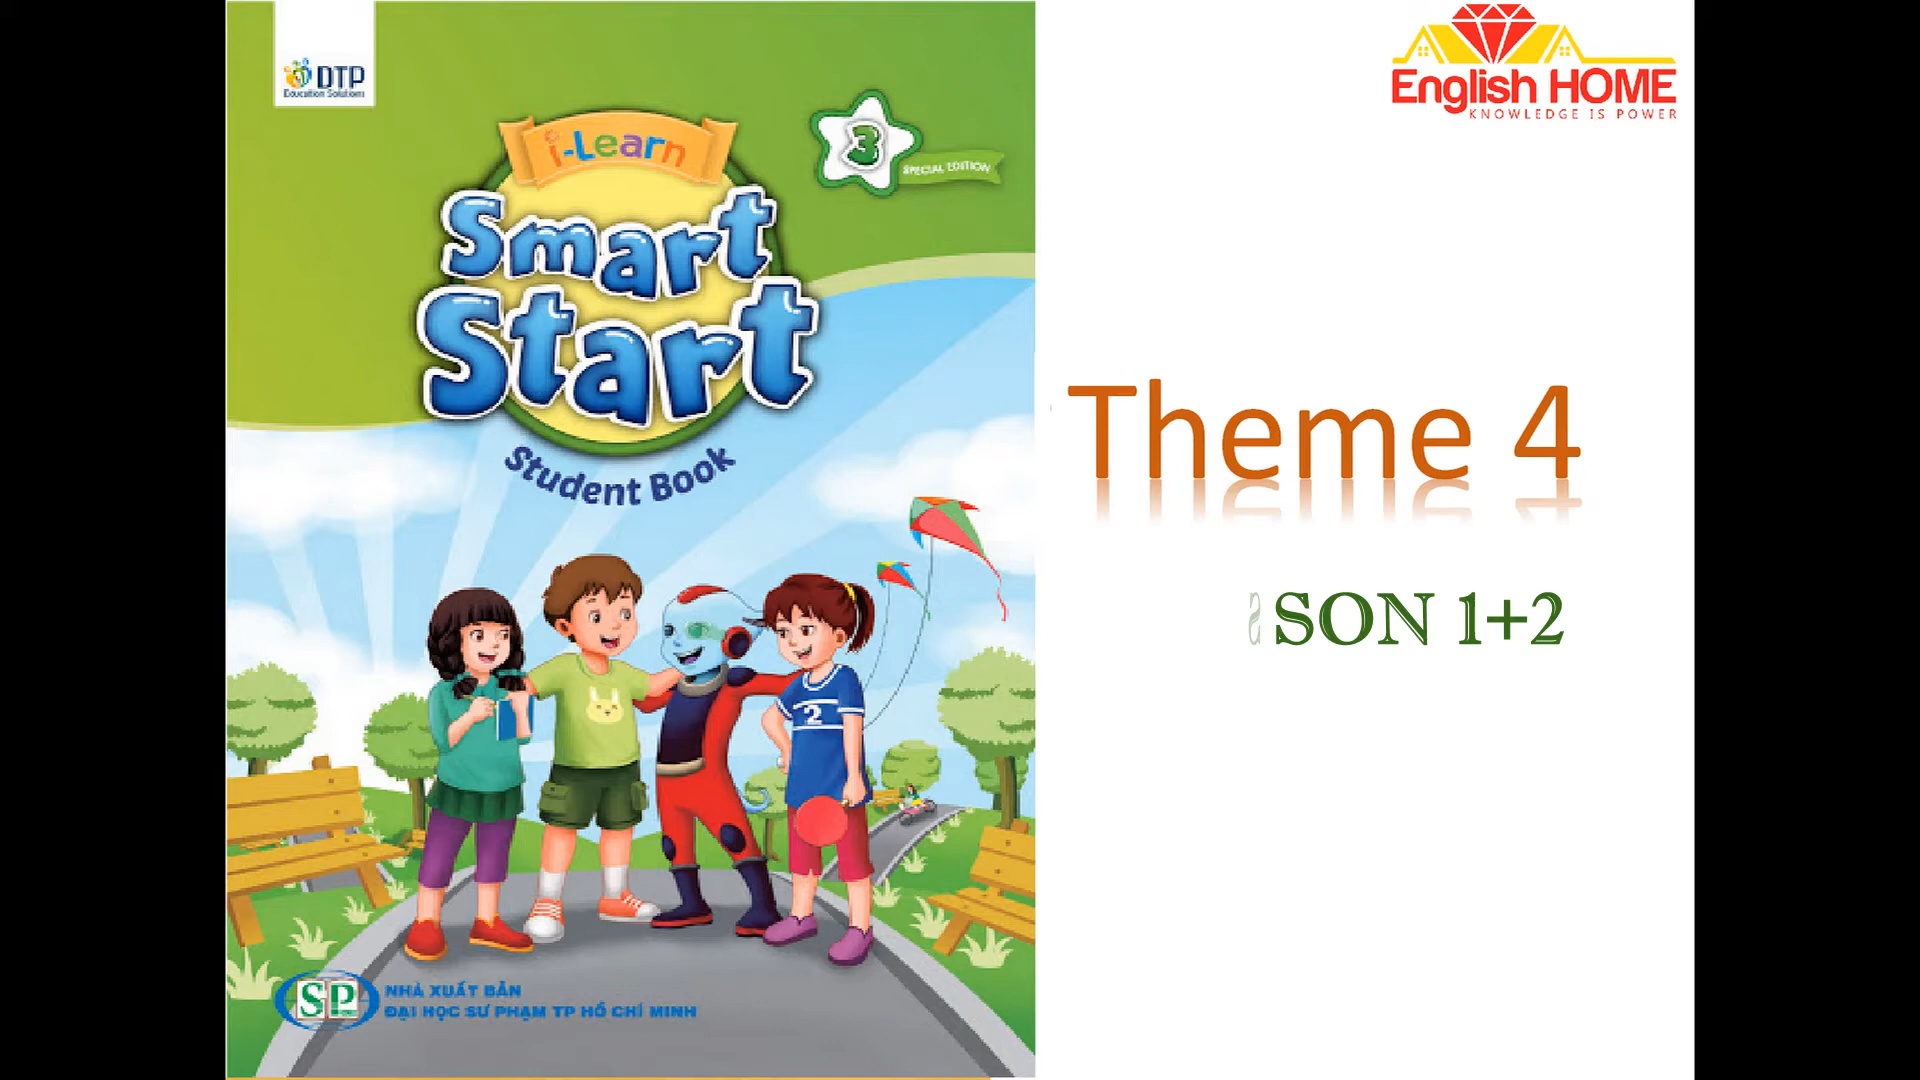 DTP
Education Solutions
i-Learn
3
SPECIAL EDITION
Smart
Start
Student Book
2
SP
NHÀ XUẤT BẢN
ĐẠI HỌC SƯ PHẠM TP HỒ CHÍ MINH
English HOME
KNOWLEDGE IS POWER
Theme 4
SON 1+2